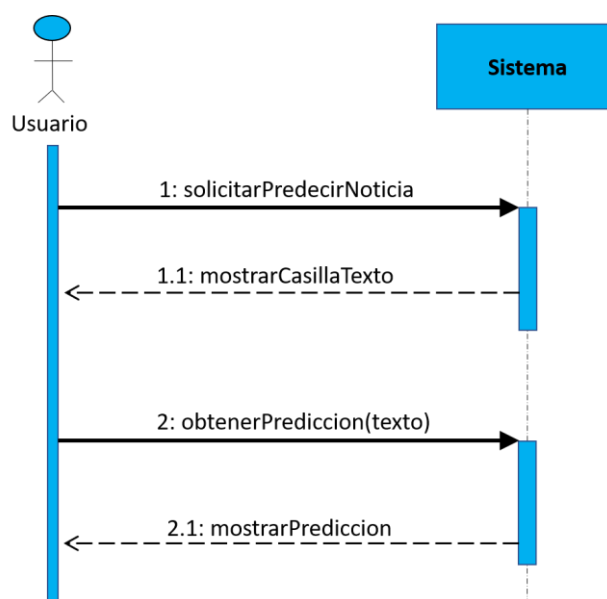 Sistema
Usuario
1: solicitarPredecirNoticia
1.1: mostrarCasillaTexto
2: obtenerPrediccion(texto)
2.1: mostrarPrediccion